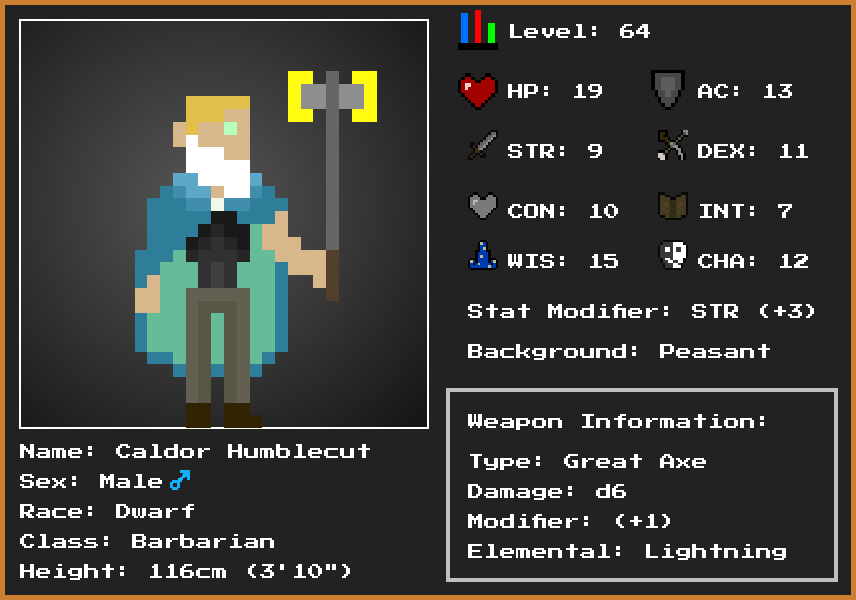 Level: 64
HP: 19 AC: 13
STR: 9 DEX: 11
CON: 10 INT: 7
WIS: 15 CHA: 12
Stat Modifier: STR (+3)
Background: Peasant
Weapon Information:
Type: Great Axe
Damage: d6
Modifier: (+1)
Elemental: Lightning
Name: Caldor Humblecut
Sex: Male♂
Race: Dwarf
Class: Barbarian
Height: 116cm (3'10")